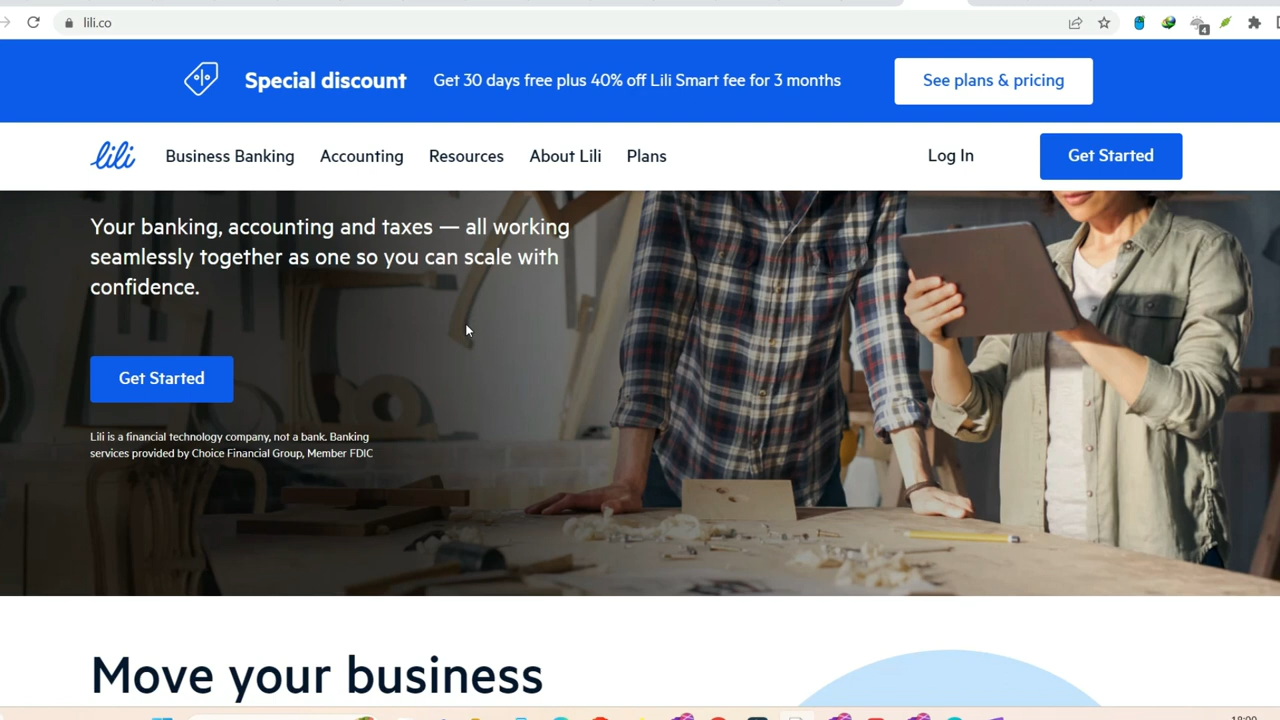 lili.co
4
Special discount
Get 30 days free plus 40% off Lili Smart fee for 3 months
See plans & pricing
lili
Business Banking
Accounting
Resources
About Lili
Plans
Log In
Get Started
Your banking, accounting and taxes — all working
seamlessly together as one so you can scale with
confidence.
Get Started
Lili is a financial technology company, not a bank. Banking
services provided by Choice Financial Group, Member FDIC
Move your business